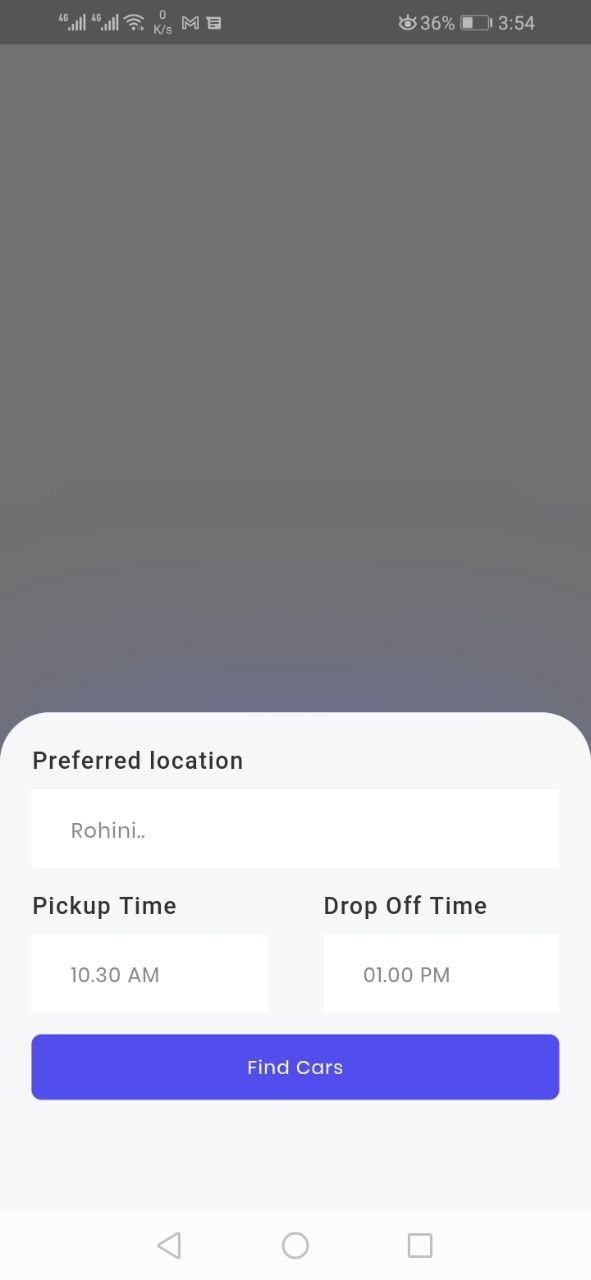 4G 4G 0 K/s 36% 3:54
Preferred location
Rohini..
Pickup Time Drop Off Time
10.30 AM 01.00 PM
Find Cars